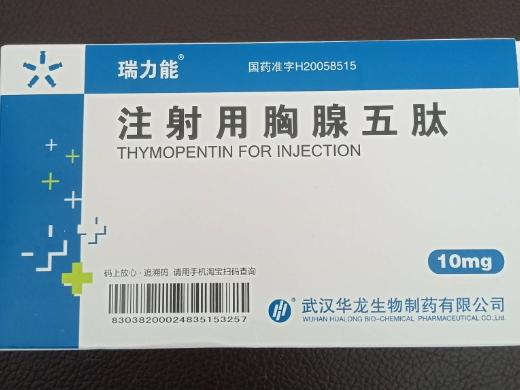 瑞力能®
国药准字H20058515
注射用胸腺五肽
THYMOPENTIN FOR INJECTION
10mg
码上放心·追溯码 请用手机淘宝扫码查询
83038200024835153257
武汉华龙生物制药有限公司
WUHAN HUALONG BIO-CHEMICAL PHARMACEUTICAL CO.,Ltd.